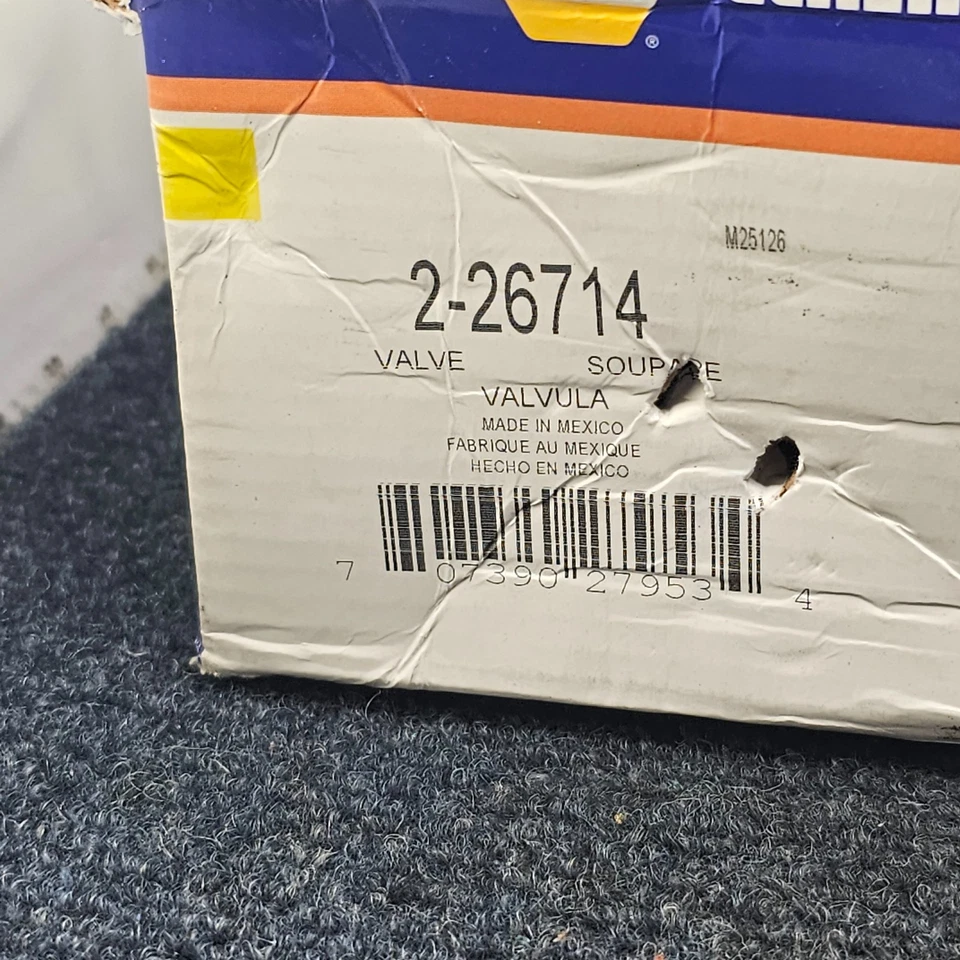 ®
M25126
2-26714
VALVE SOUPAPE
VALVULA
MADE IN MEXICO
FABRIQUE AU MEXIQUE
HECHO EN MEXICO
7 07390 27953 4